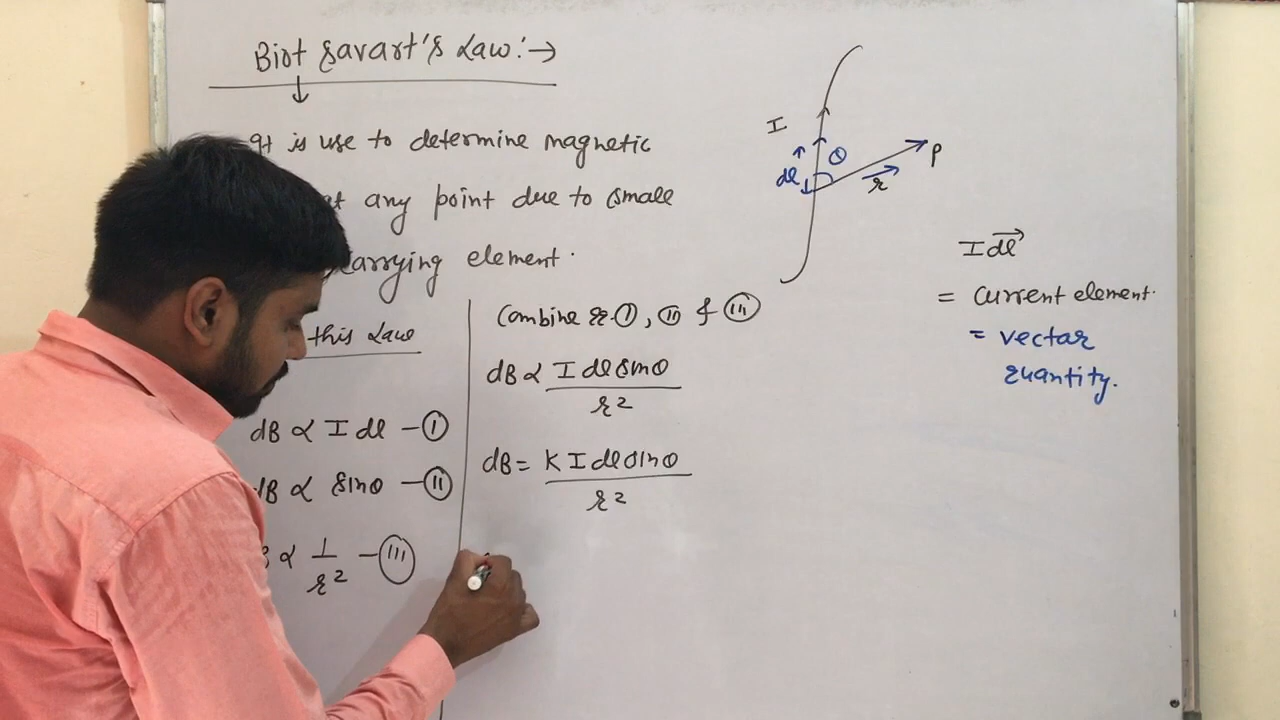 Biot Savart's Law:→
It is use to determine magnetic
at any point due to small
carrying element.
this Law
dB ∝ I dl - (I)
dB ∝ sinθ - (II)
B ∝ 1/r² - (III)
Combine (I), (II) & (III)
dB ∝ I dl sinθ / r²
dB = K I dl sinθ / r²
I
dl
θ
r
P
I dl
= Current element.
= vectar
quantity.